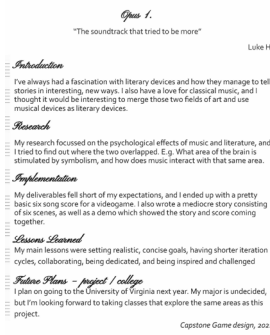 Opus 1.
"The soundtrack that tried to be more"
Luke H
Introduction
I've always had a fascination with literary devices and how they manage to tell
stories in interesting, new ways. I also have a love for classical music, and I
thought it would be interesting to merge those two fields of art and use
musical devices as literary devices.
Research
My research focussed on the psychological effects of music and literature, and
I tried to find out where the two overlapped. E.g. What area of the brain is
stimulated by symbolism, and how does music interact with that same area.
Implementation
My deliverables fell short of my expectations, and I ended up with a pretty
basic six song score for a videogame. I also wrote a mediocre story consisting
of six scenes, as well as a demo which showed the story and score coming
together.
Lessons Learned
My main lessons were setting realistic, concise goals, having shorter iteration
cycles, collaborating, being dedicated, and being inspired and challenged
Future Plans – project / college
I plan on going to the University of Virginia next year. My major is undecided,
but I'm looking forward to taking classes that explore the same areas as this
project.
Capstone Game design, 202